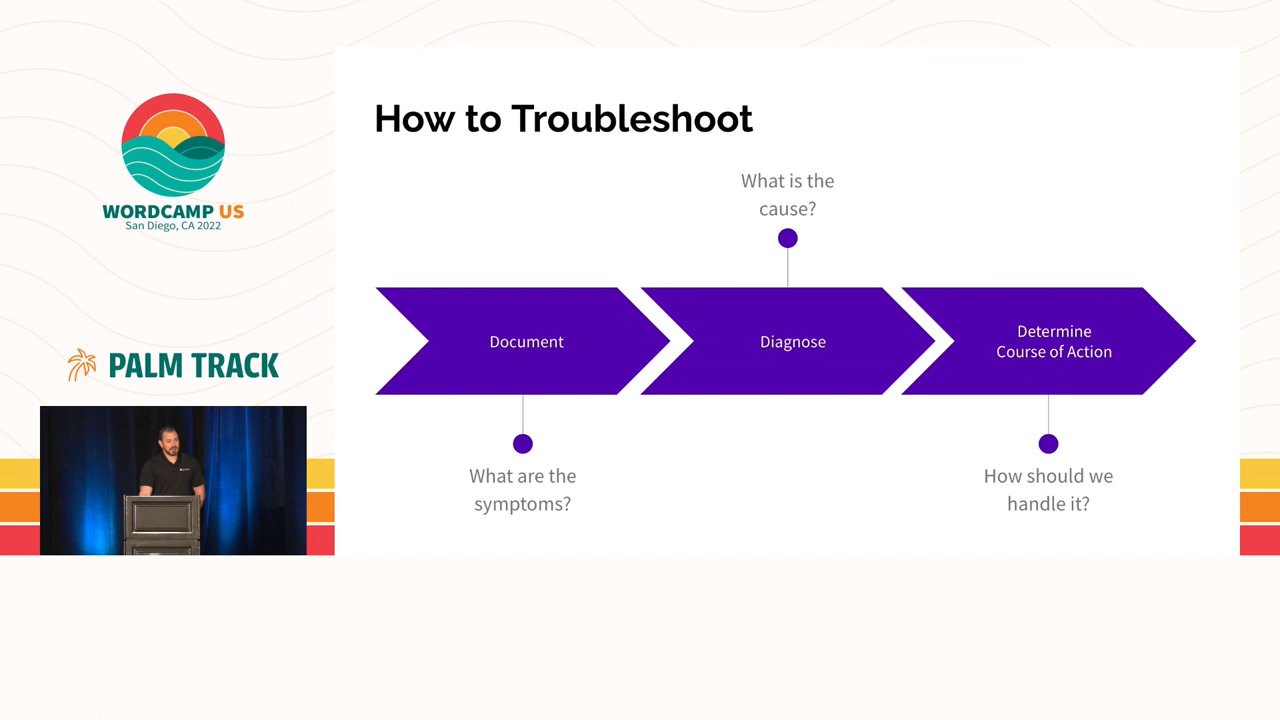 WORDCAMP US
San Diego, CA 2022
PALM TRACK
How to Troubleshoot
What is the
cause?
Document
Diagnose
Determine
Course of Action
What are the
symptoms?
How should we
handle it?